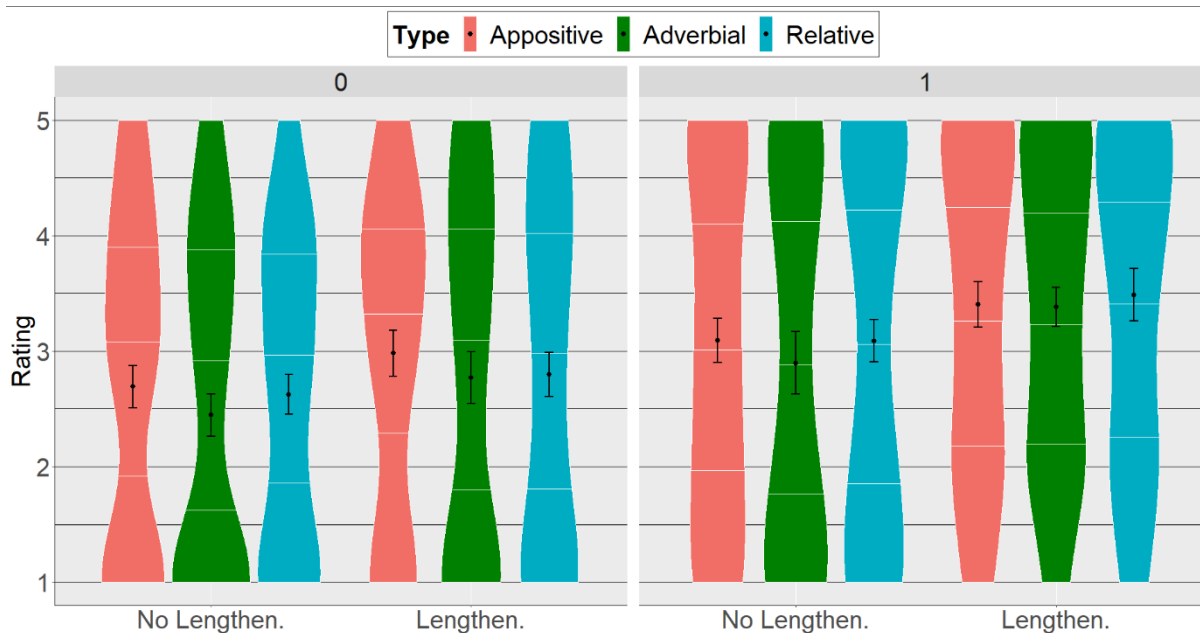 Type Appositive Adverbial Relative
0 1
Rating
5
4
3
2
1
No Lengthen. Lengthen. No Lengthen. Lengthen.